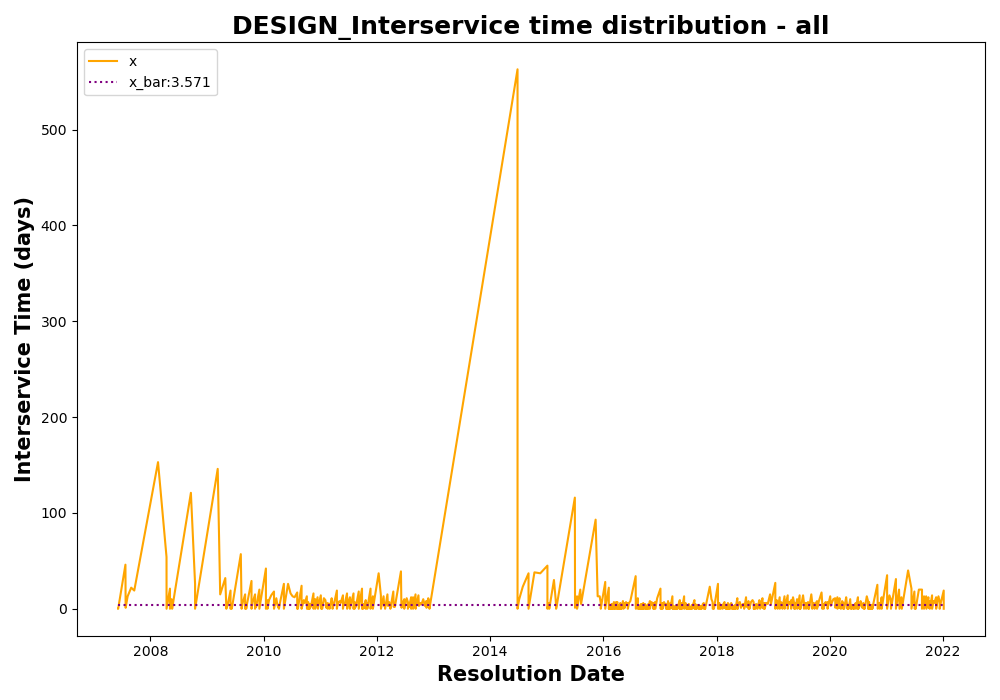 DESIGN_Interservice time distribution - all
x
x_bar:3.571
Interservice Time (days)
500
400
300
200
100
0
2008 2010 2012 2014 2016 2018 2020 2022
Resolution Date